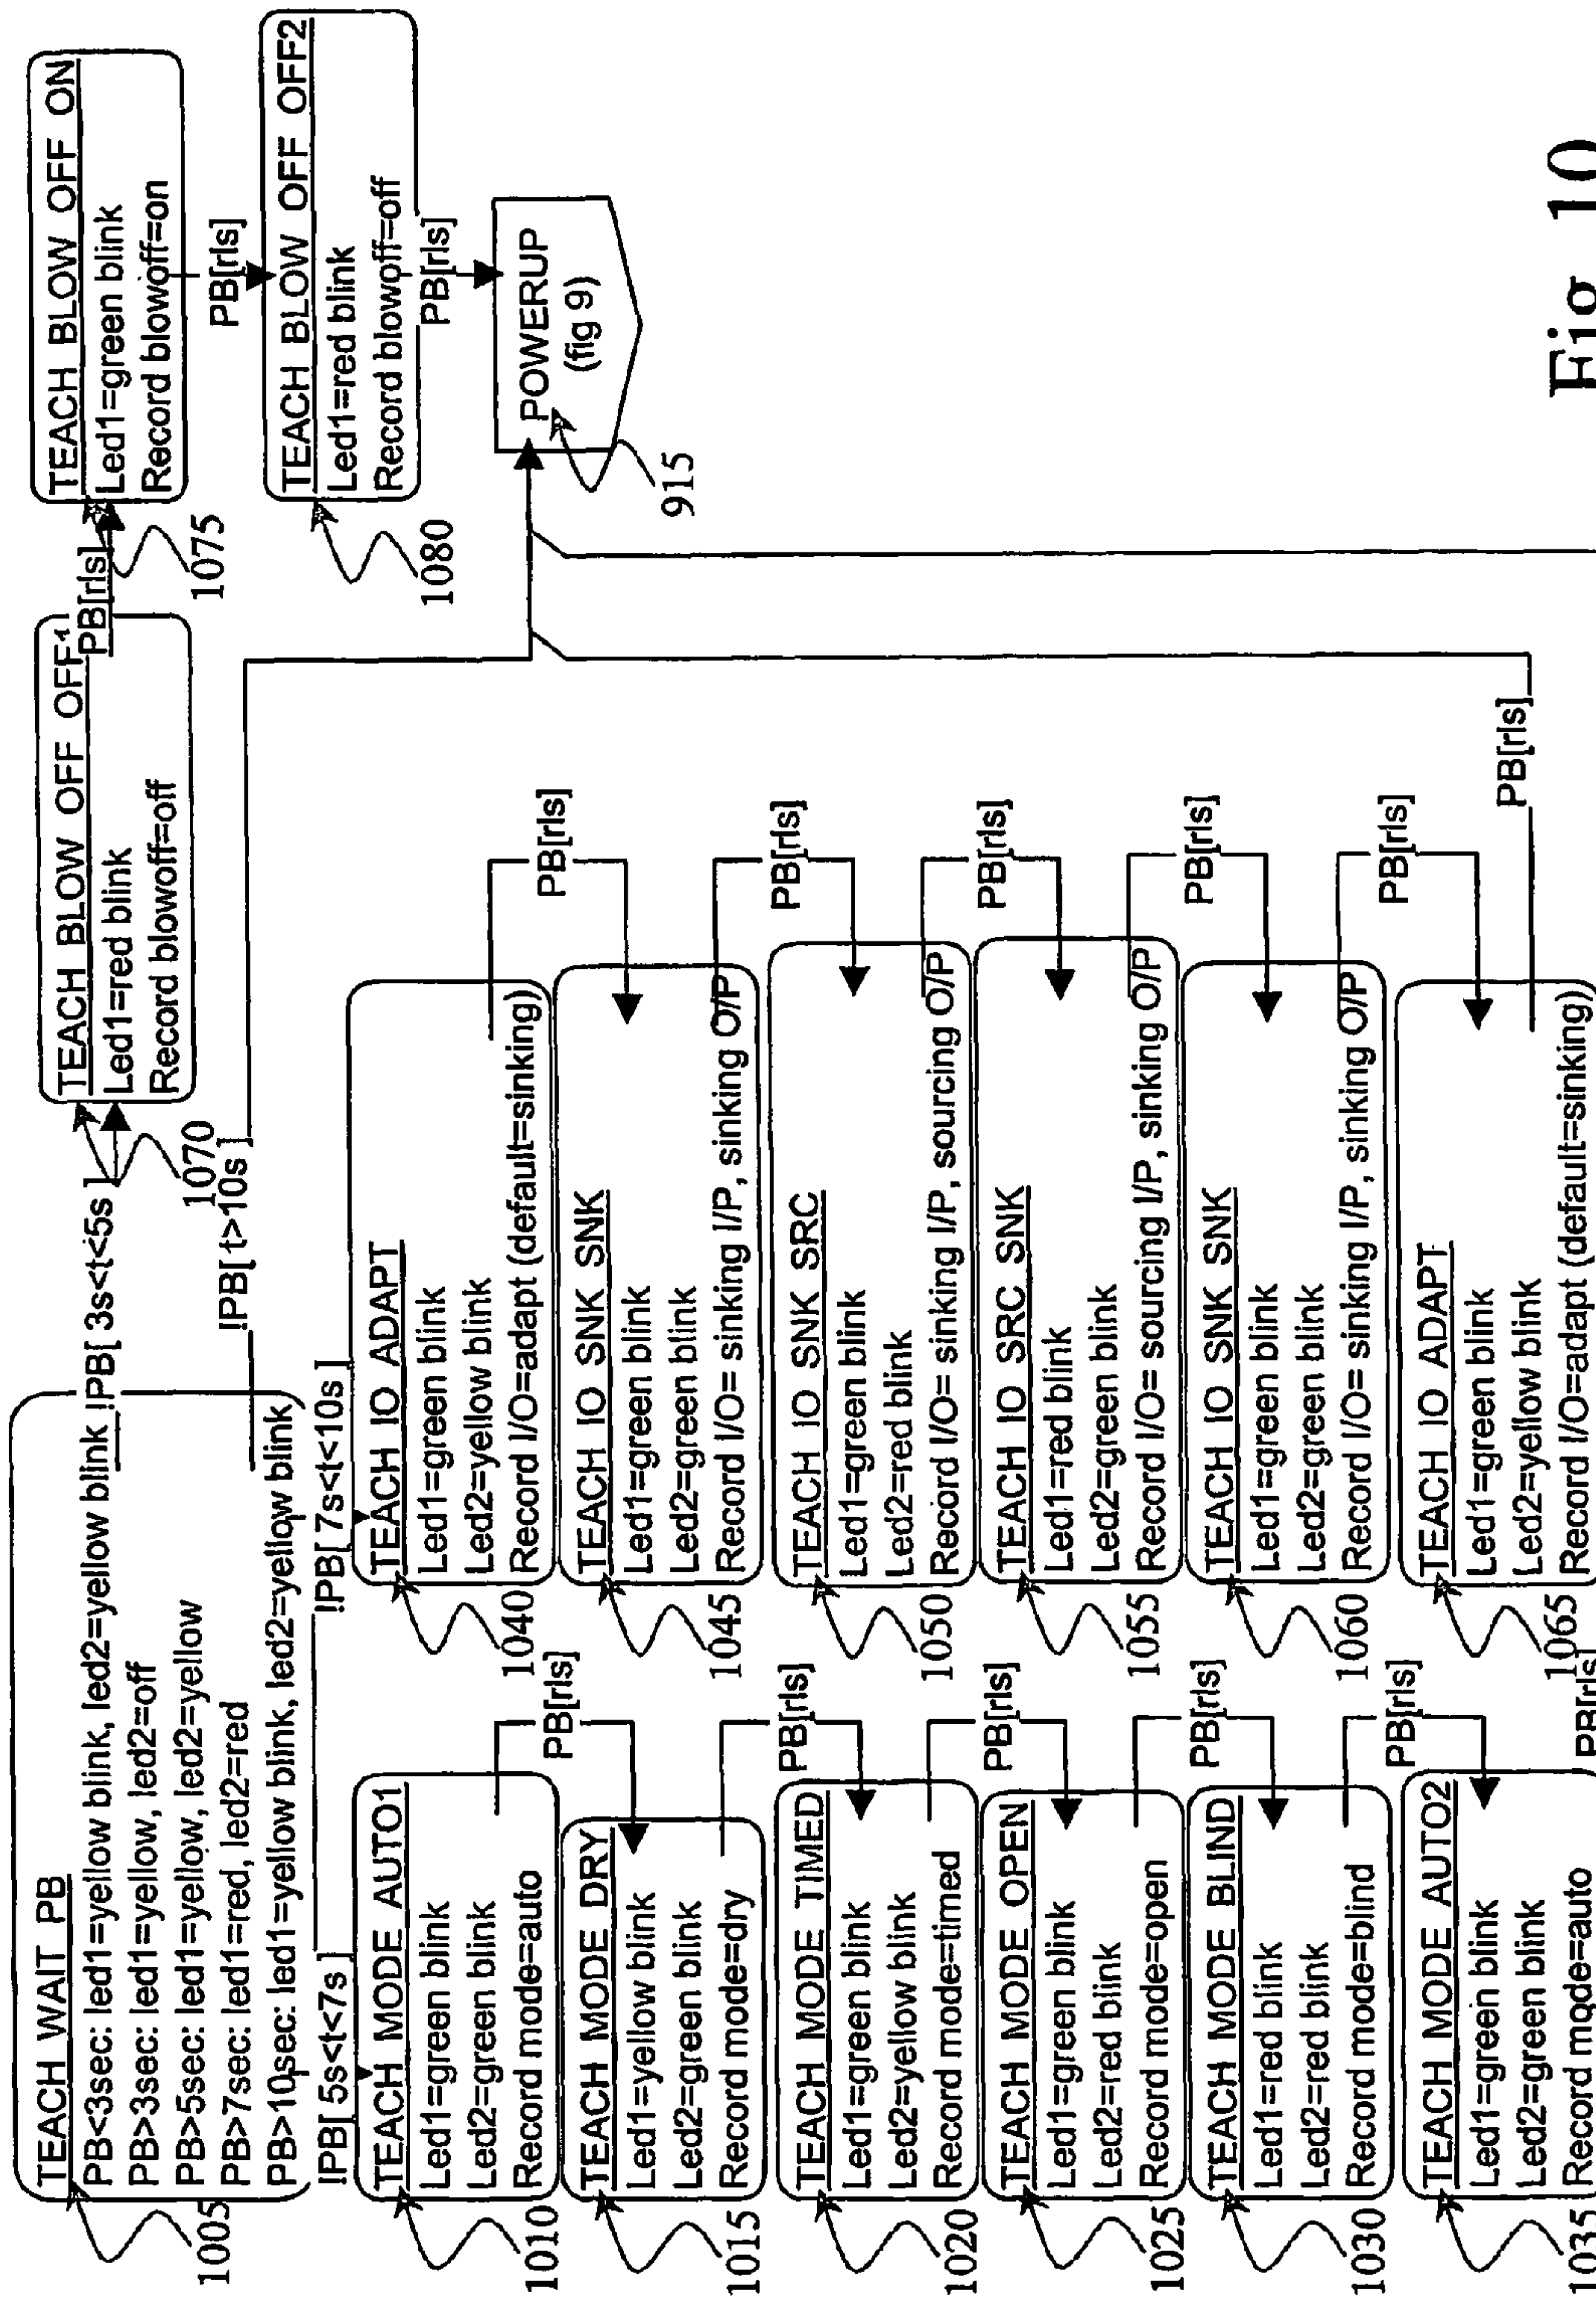 TEACH WAIT PB
PB<3sec: led1=yellow blink, led2=yellow blink
PB>3sec: led1=yellow, led2=off
PB>5sec: led1=yellow, led2=yellow
PB>7sec: led1=red, led2=red
PB>10sec: led1=yellow blink, led2=yellow blink
1005
!PB[ 3s<t<5s ]
!PB[ t>10s ]
!PB[ 5s<t<7s ]
!PB[ 7s<t<10s ]
TEACH BLOW OFF OFF1
Led1=red blink
Record blowoff=off
1070
PB[rls]
TEACH BLOW OFF ON
Led1=green blink
Record blowoff=on
1075
PB[rls]
TEACH BLOW OFF OFF2
Led1=red blink
Record blowoff=off
1080
PB[rls]
POWERUP
(fig 9)
915
TEACH MODE AUTO1
Led1=green blink
Led2=green blink
Record mode=auto
1010
PB[rls]
TEACH MODE DRY
Led1=yellow blink
Led2=green blink
Record mode=dry
1015
PB[rls]
TEACH MODE TIMED
Led1=green blink
Led2=yellow blink
Record mode=timed
1020
PB[rls]
TEACH MODE OPEN
Led1=green blink
Led2=red blink
Record mode=open
1025
PB[rls]
TEACH MODE BLIND
Led1=red blink
Led2=red blink
Record mode=blind
1030
PB[rls]
TEACH MODE AUTO2
Led1=green blink
Led2=green blink
Record mode=auto
1035
PB[rls]
TEACH IO ADAPT
Led1=green blink
Led2=yellow blink
Record I/O=adapt (default=sinking)
1040
PB[rls]
TEACH IO SNK SNK
Led1=green blink
Led2=green blink
Record I/O= sinking I/P, sinking O/P
1045
PB[rls]
TEACH IO SNK SRC
Led1=green blink
Led2=red blink
Record I/O= sinking I/P, sourcing O/P
1050
PB[rls]
TEACH IO SRC SNK
Led1=red blink
Led2=green blink
Record I/O= sourcing I/P, sinking O/P
1055
PB[rls]
TEACH IO SNK SNK
Led1=green blink
Led2=green blink
Record I/O= sinking I/P, sinking O/P
1060
PB[rls]
TEACH IO ADAPT
Led1=green blink
Led2=yellow blink
Record I/O=adapt (default=sinking)
1065
PB[rls]
Fig 10